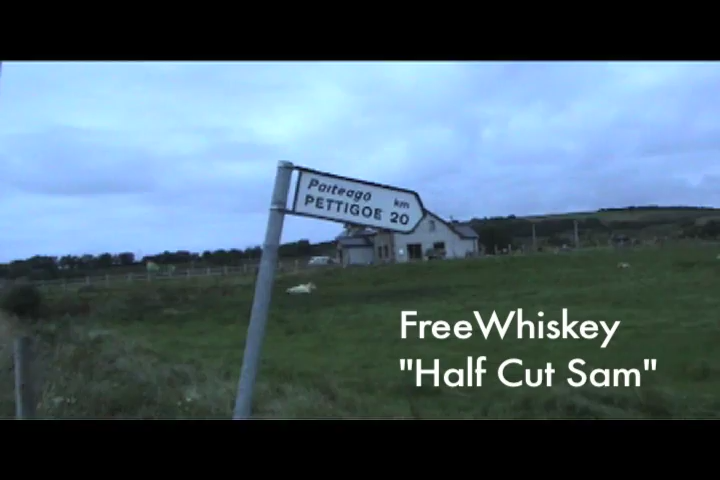 Paiteagó
km
PETTIGOE 20
FreeWhiskey
"Half Cut Sam"